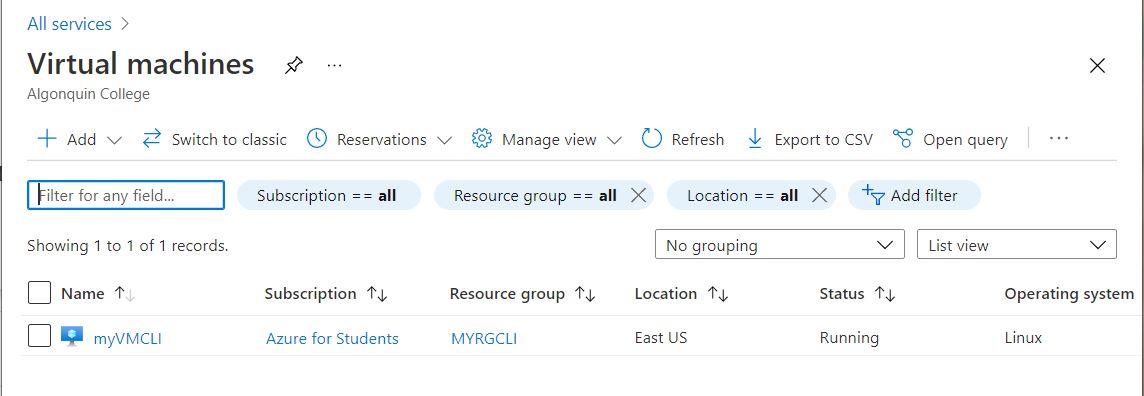 All services >
Virtual machines ...
Algonquin College
+ Add Switch to classic Reservations Manage view Refresh Export to CSV Open query ...
Filter for any field... Subscription == all Resource group == all Location == all Add filter
Showing 1 to 1 of 1 records. No grouping List view
Name ↑↓ Subscription ↑↓ Resource group ↑↓ Location ↑↓ Status ↑↓ Operating system
myVMCLI Azure for Students MYRGCLI East US Running Linux